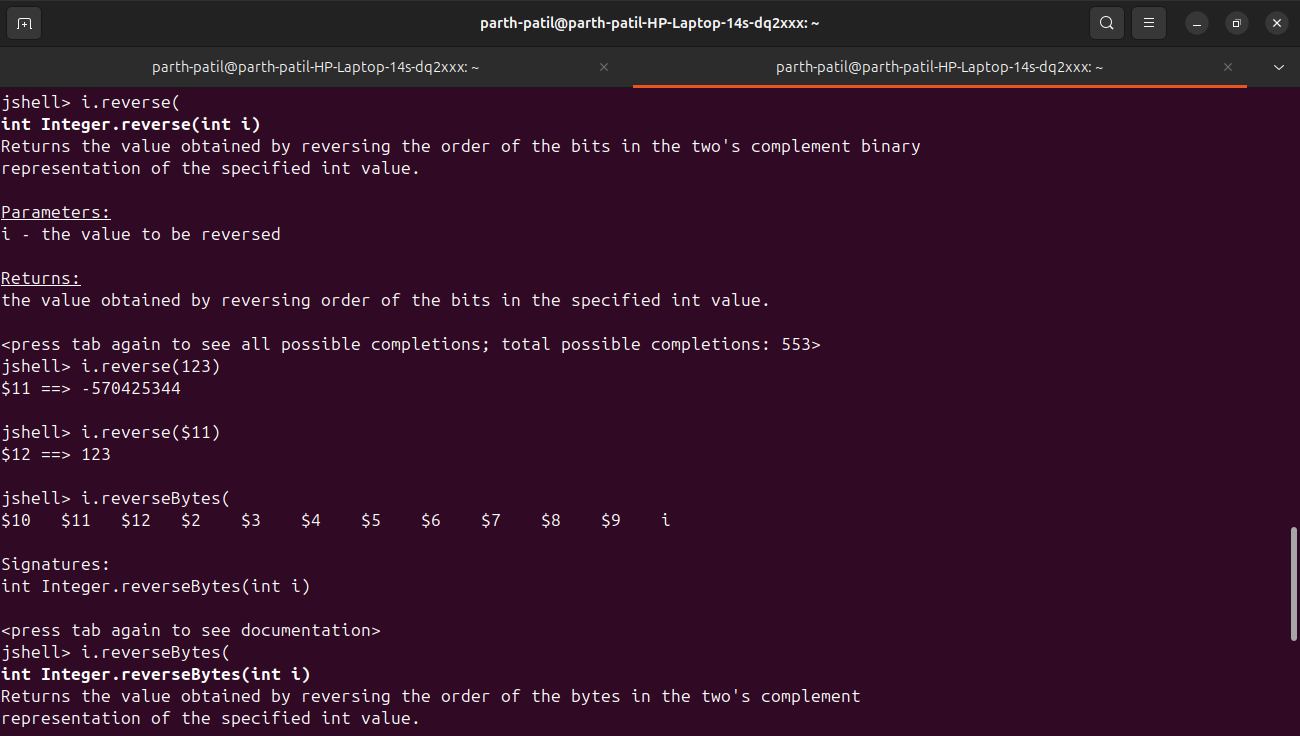 parth-patil@parth-patil-HP-Laptop-14s-dq2xxx: ~
parth-patil@parth-patil-HP-Laptop-14s-dq2xxx: ~ parth-patil@parth-patil-HP-Laptop-14s-dq2xxx: ~
jshell> i.reverse(
int Integer.reverse(int i)
Returns the value obtained by reversing the order of the bits in the two's complement binary
representation of the specified int value.
Parameters:
i - the value to be reversed
Returns:
the value obtained by reversing order of the bits in the specified int value.
<press tab again to see all possible completions; total possible completions: 553>
jshell> i.reverse(123)
$11 ==> -570425344
jshell> i.reverse($11)
$12 ==> 123
jshell> i.reverseBytes(
$10 $11 $12 $2 $3 $4 $5 $6 $7 $8 $9 i
Signatures:
int Integer.reverseBytes(int i)
<press tab again to see documentation>
jshell> i.reverseBytes(
int Integer.reverseBytes(int i)
Returns the value obtained by reversing the order of the bytes in the two's complement
representation of the specified int value.